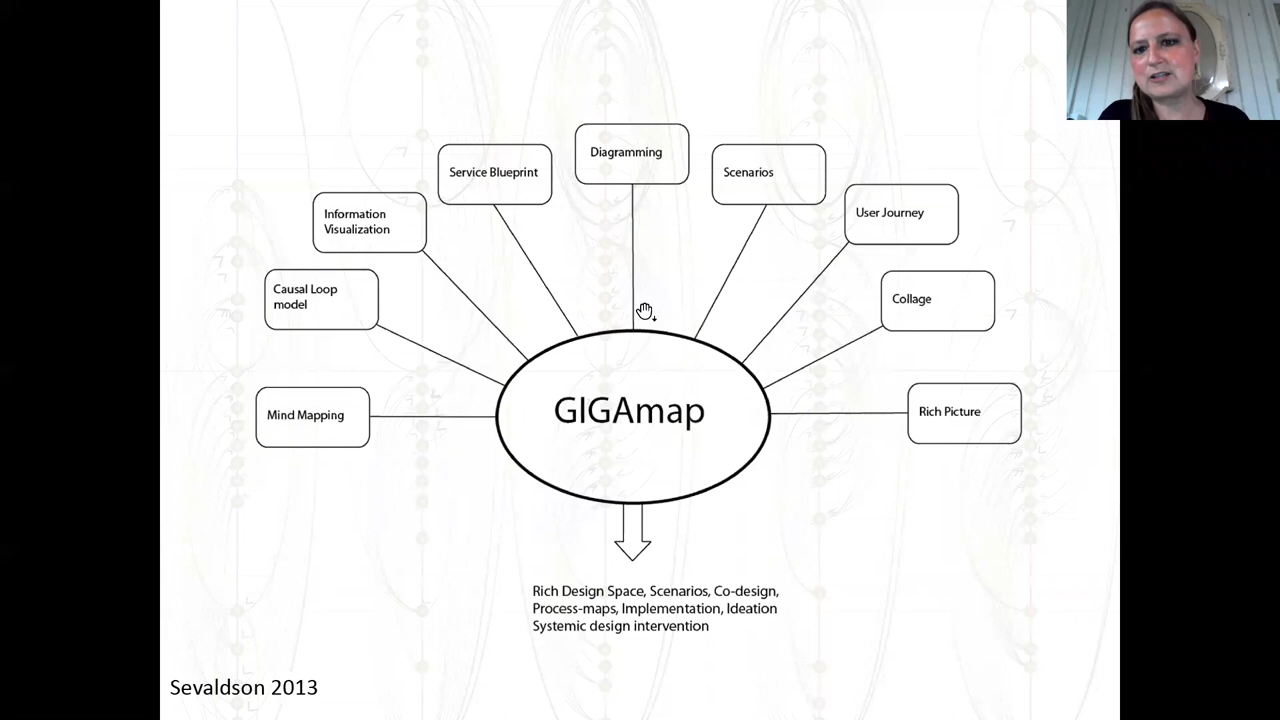 Diagramming
Service Blueprint
Scenarios
Information
Visualization
User Journey
Causal Loop
model
Collage
Mind Mapping
GIGAmap
Rich Picture
Rich Design Space, Scenarios, Co-design,
Process-maps, Implementation, Ideation
Systemic design intervention
Sevaldson 2013